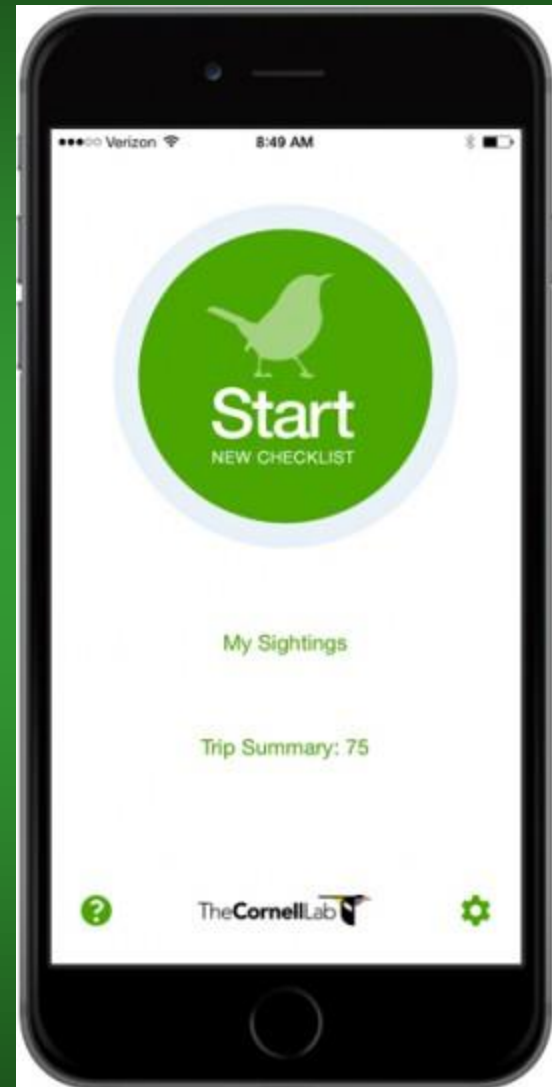 Verizon 8:49 AM
Start
NEW CHECKLIST
My Sightings
Trip Summary: 75
?
TheCornellLab